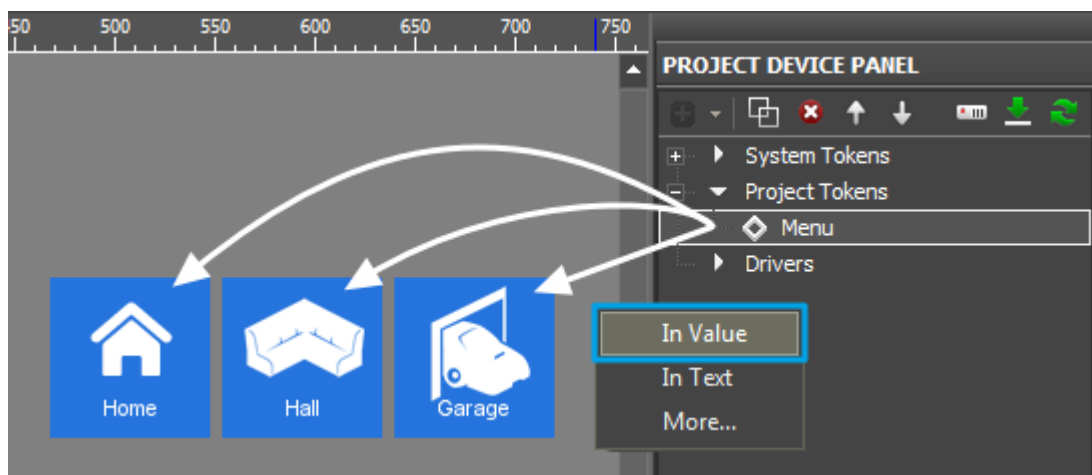 50 500 550 600 650 700 750
PROJECT DEVICE PANEL
System Tokens
Project Tokens
Menu
Drivers
In Value
In Text
More...
Home Hall Garage